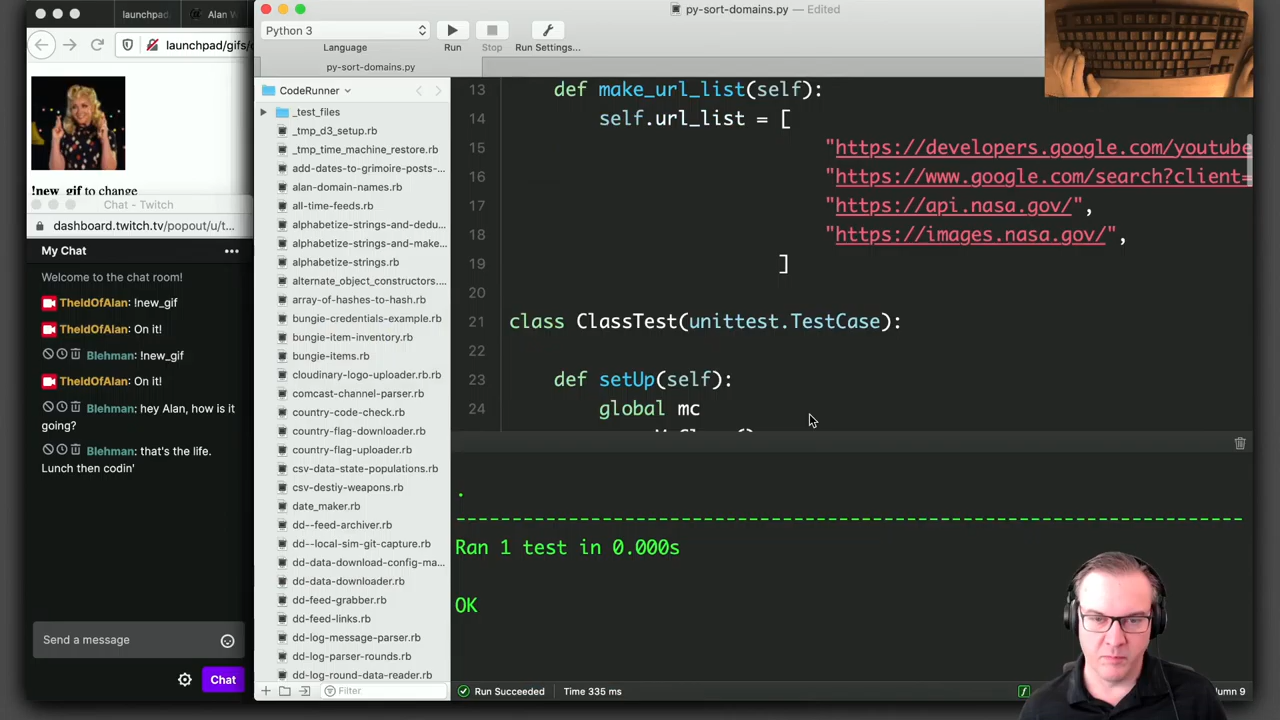 launchpad.
Alan W
launchpad/gifs/
!new_gif to change
Chat - Twitch
dashboard.twitch.tv/popout/u/t...
My Chat
Welcome to the chat room!
TheIdOfAlan: !new_gif
TheIdOfAlan: On it!
Blehman: !new_gif
TheIdOfAlan: On it!
Blehman: hey Alan, how is it
going?
Blehman: that's the life.
Lunch then codin'
Send a message
Chat
py-sort-domains.py — Edited
Python 3
Language
Run
Stop
Run Settings...
py-sort-domains.py
CodeRunner
_test_files
_tmp_d3_setup.rb
_tmp_time_machine_restore.rb
add-dates-to-grimoire-posts-...
alan-domain-names.rb
all-time-feeds.rb
alphabetize-strings-and-dedu...
alphabetize-strings-and-make...
alphabetize-strings.rb
alternate_object_constructors....
array-of-hashes-to-hash.rb
bungie-credentials-example.rb
bungie-item-inventory.rb
bungie-items.rb
cloudinary-logo-uploader.rb.rb
comcast-channel-parser.rb
country-code-check.rb
country-flag-downloader.rb
country-flag-uploader.rb
csv-data-state-populations.rb
csv-destiy-weapons.rb
date_maker.rb
dd--feed-archiver.rb
dd--local-sim-git-capture.rb
dd-data-download-config-ma...
dd-data-downloader.rb
dd-feed-grabber.rb
dd-feed-links.rb
dd-log-message-parser.rb
dd-log-parser-rounds.rb
dd-log-round-data-reader.rb
Filter
13 def make_url_list(self):
14 self.url_list = [
15 "https://developers.google.com/youtube
16 "https://www.google.com/search?client=
17 "https://api.nasa.gov/",
18 "https://images.nasa.gov/",
19 ]
20
21 class ClassTest(unittest.TestCase):
22
23 def setUp(self):
24 global mc
.
----------------------------------------------------------------------
Ran 1 test in 0.000s
OK
Run Succeeded
Time 335 ms
umn 9